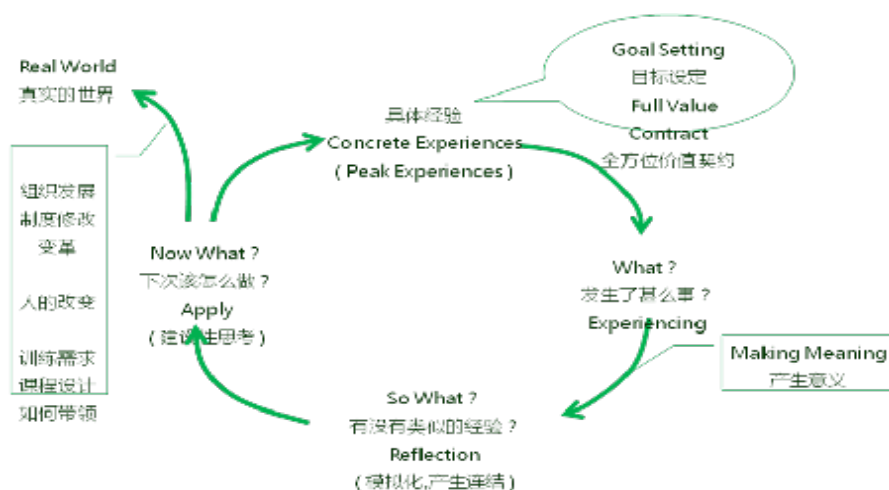 Real World
真实的世界
组织发展
制度修改
变革
人的改变
训练需求
课程设计
如何带领
具体经验
Concrete Experiences
( Peak Experiences )
Goal Setting
目标设定
Full Value
Contract
全方位价值契约
What ?
发生了甚么事 ?
Experiencing
Making Meaning
产生意义
So What ?
有没有类似的经验 ?
Reflection
( 模拟化,产生连结 )
Now What ?
下次该怎么做 ?
Apply
( 建设性思考 )